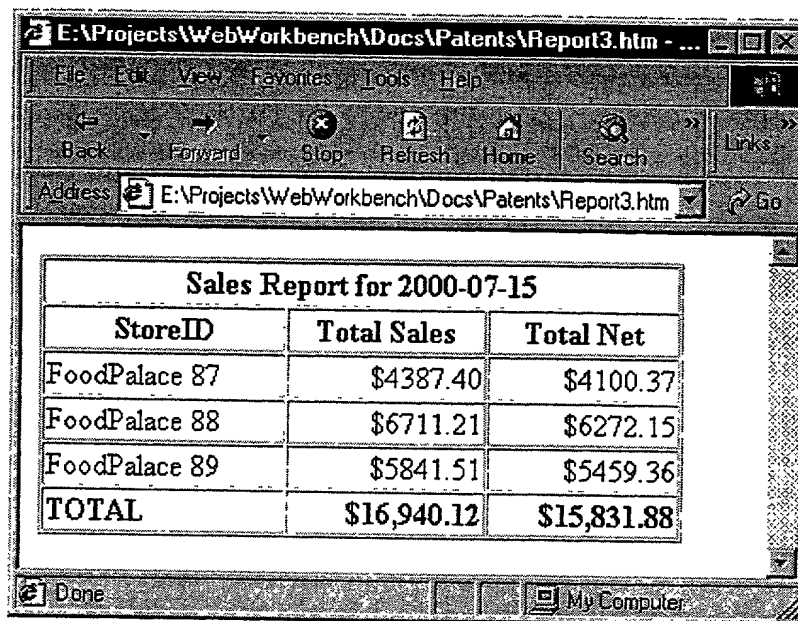 E:\Projects\WebWorkbench\Docs\Patents\Report3.htm - ...
File Edit View Favorites Tools Help
Back Forward Stop Refresh Home Search » Links »
Address E:\Projects\WebWorkbench\Docs\Patents\Report3.htm Go
Sales Report for 2000-07-15
StoreID Total Sales Total Net
FoodPalace 87 $4387.40 $4100.37
FoodPalace 88 $6711.21 $6272.15
FoodPalace 89 $5841.51 $5459.36
TOTAL $16,940.12 $15,831.88
Done My Computer